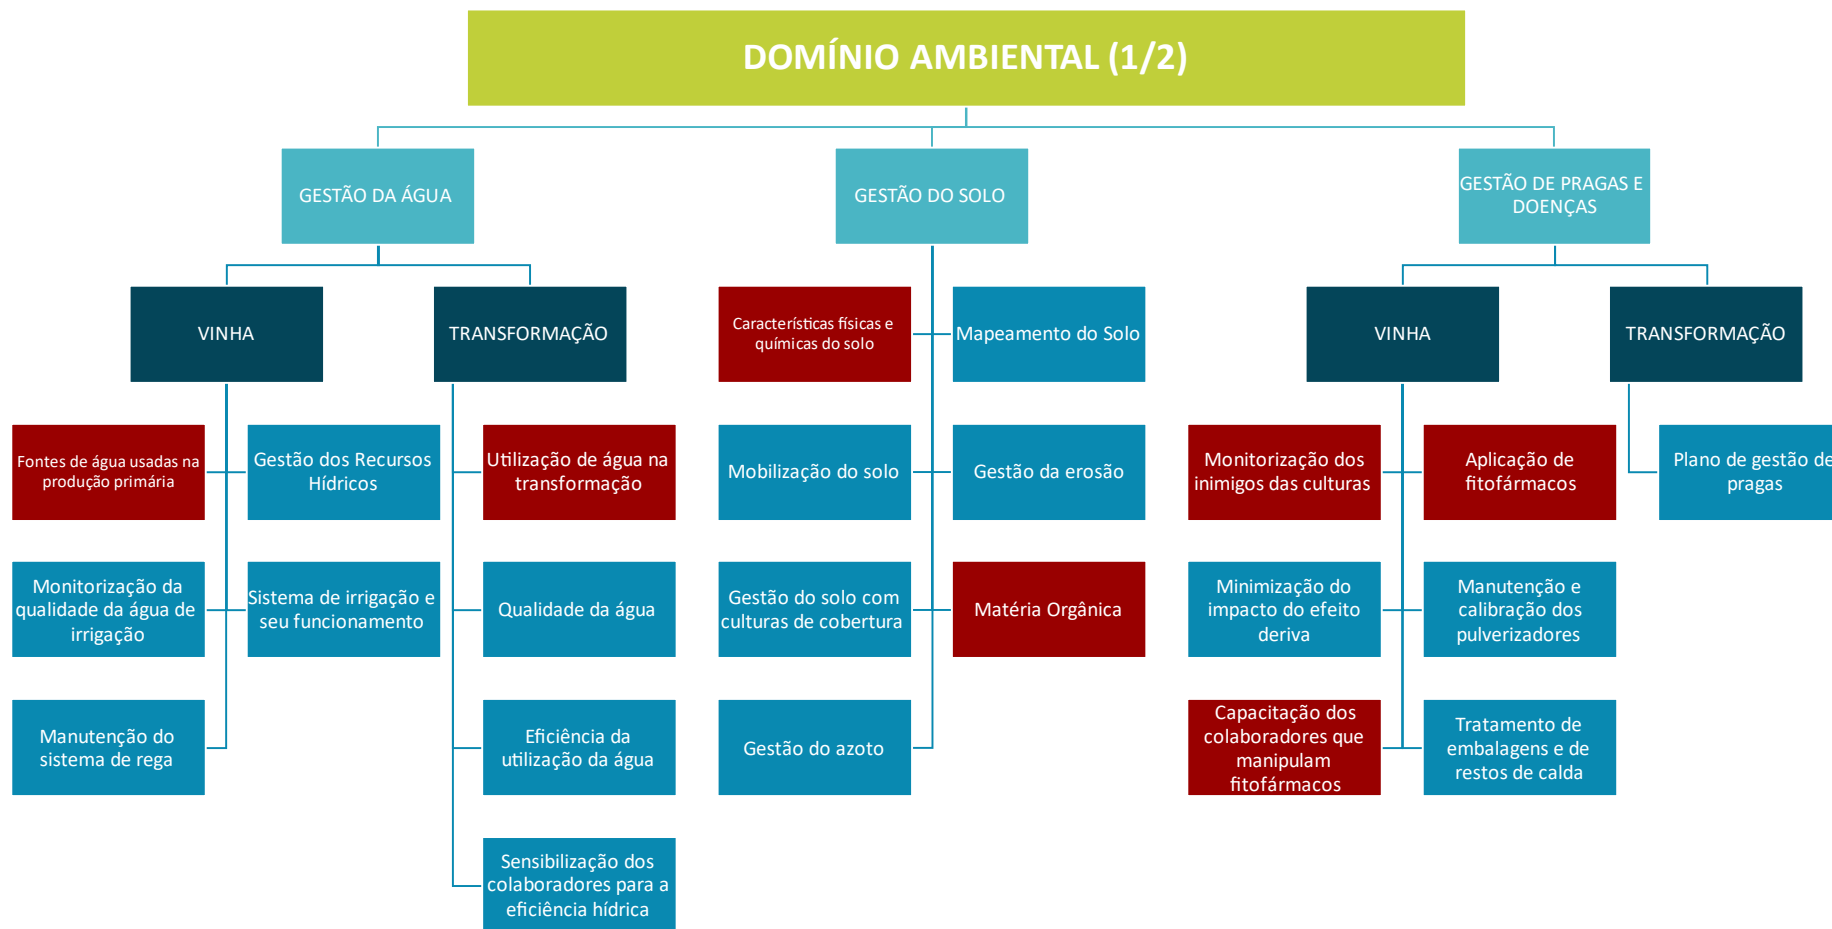 DOMÍNIO AMBIENTAL (1/2)
GESTÃO DA ÁGUA
GESTÃO DO SOLO
GESTÃO DE PRAGAS E
DOENÇAS
VINHA
TRANSFORMAÇÃO
Características físicas e
químicas do solo
Mapeamento do Solo
VINHA
TRANSFORMAÇÃO
Fontes de água usadas na
produção primária
Gestão dos Recursos
Hídricos
Utilização de água na
transformação
Mobilização do solo
Gestão da erosão
Monitorização dos
inimigos das culturas
Aplicação de
fitofármacos
Plano de gestão de
pragas
Monitorização da
qualidade da água de
irrigação
Sistema de irrigação e
seu funcionamento
Qualidade da água
Gestão do solo com
culturas de cobertura
Matéria Orgânica
Minimização do
impacto do efeito
deriva
Manutenção e
calibração dos
pulverizadores
Manutenção do
sistema de rega
Eficiência da
utilização da água
Gestão do azoto
Capacitação dos
colaboradores que
manipulam
fitofármacos
Tratamento de
embalagens e de
restos de calda
Sensibilização dos
colaboradores para a
eficiência hídrica